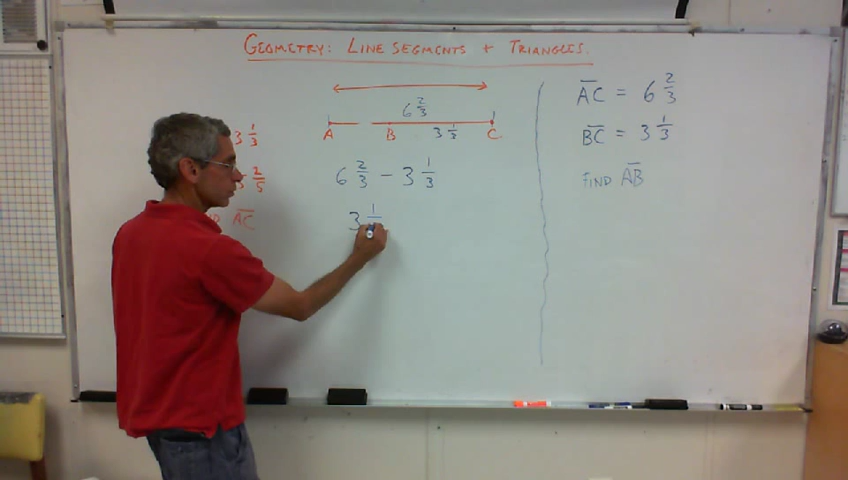 GEOMETRY: LINE SEGMENTS + TRIANGLES.
3 1/3
2/5
AC
6 2/3
A B 3 1/3 C
6 2/3 - 3 1/3
3 1
AC = 6 2/3
BC = 3 1/3
FIND AB